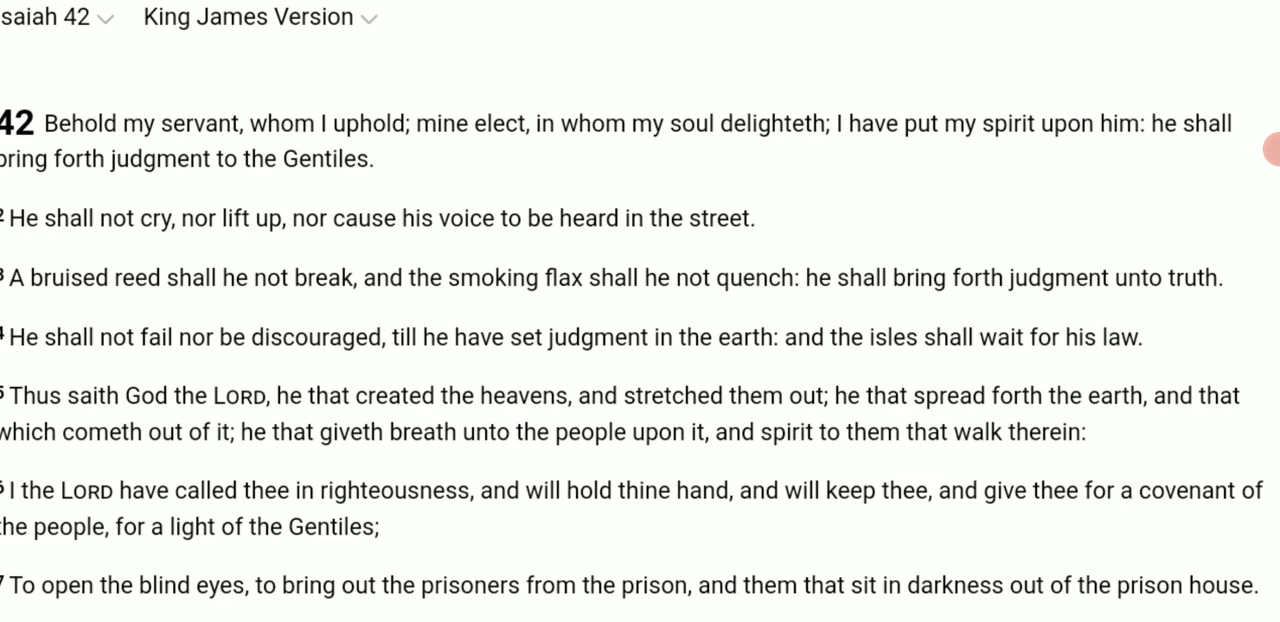 saiah 42 King James Version
42 Behold my servant, whom I uphold; mine elect, in whom my soul delighteth; I have put my spirit upon him: he shall
bring forth judgment to the Gentiles.
2 He shall not cry, nor lift up, nor cause his voice to be heard in the street.
3 A bruised reed shall he not break, and the smoking flax shall he not quench: he shall bring forth judgment unto truth.
4 He shall not fail nor be discouraged, till he have set judgment in the earth: and the isles shall wait for his law.
5 Thus saith God the LORD, he that created the heavens, and stretched them out; he that spread forth the earth, and that
which cometh out of it; he that giveth breath unto the people upon it, and spirit to them that walk therein:
6 I the LORD have called thee in righteousness, and will hold thine hand, and will keep thee, and give thee for a covenant of
the people, for a light of the Gentiles;
7 To open the blind eyes, to bring out the prisoners from the prison, and them that sit in darkness out of the prison house.